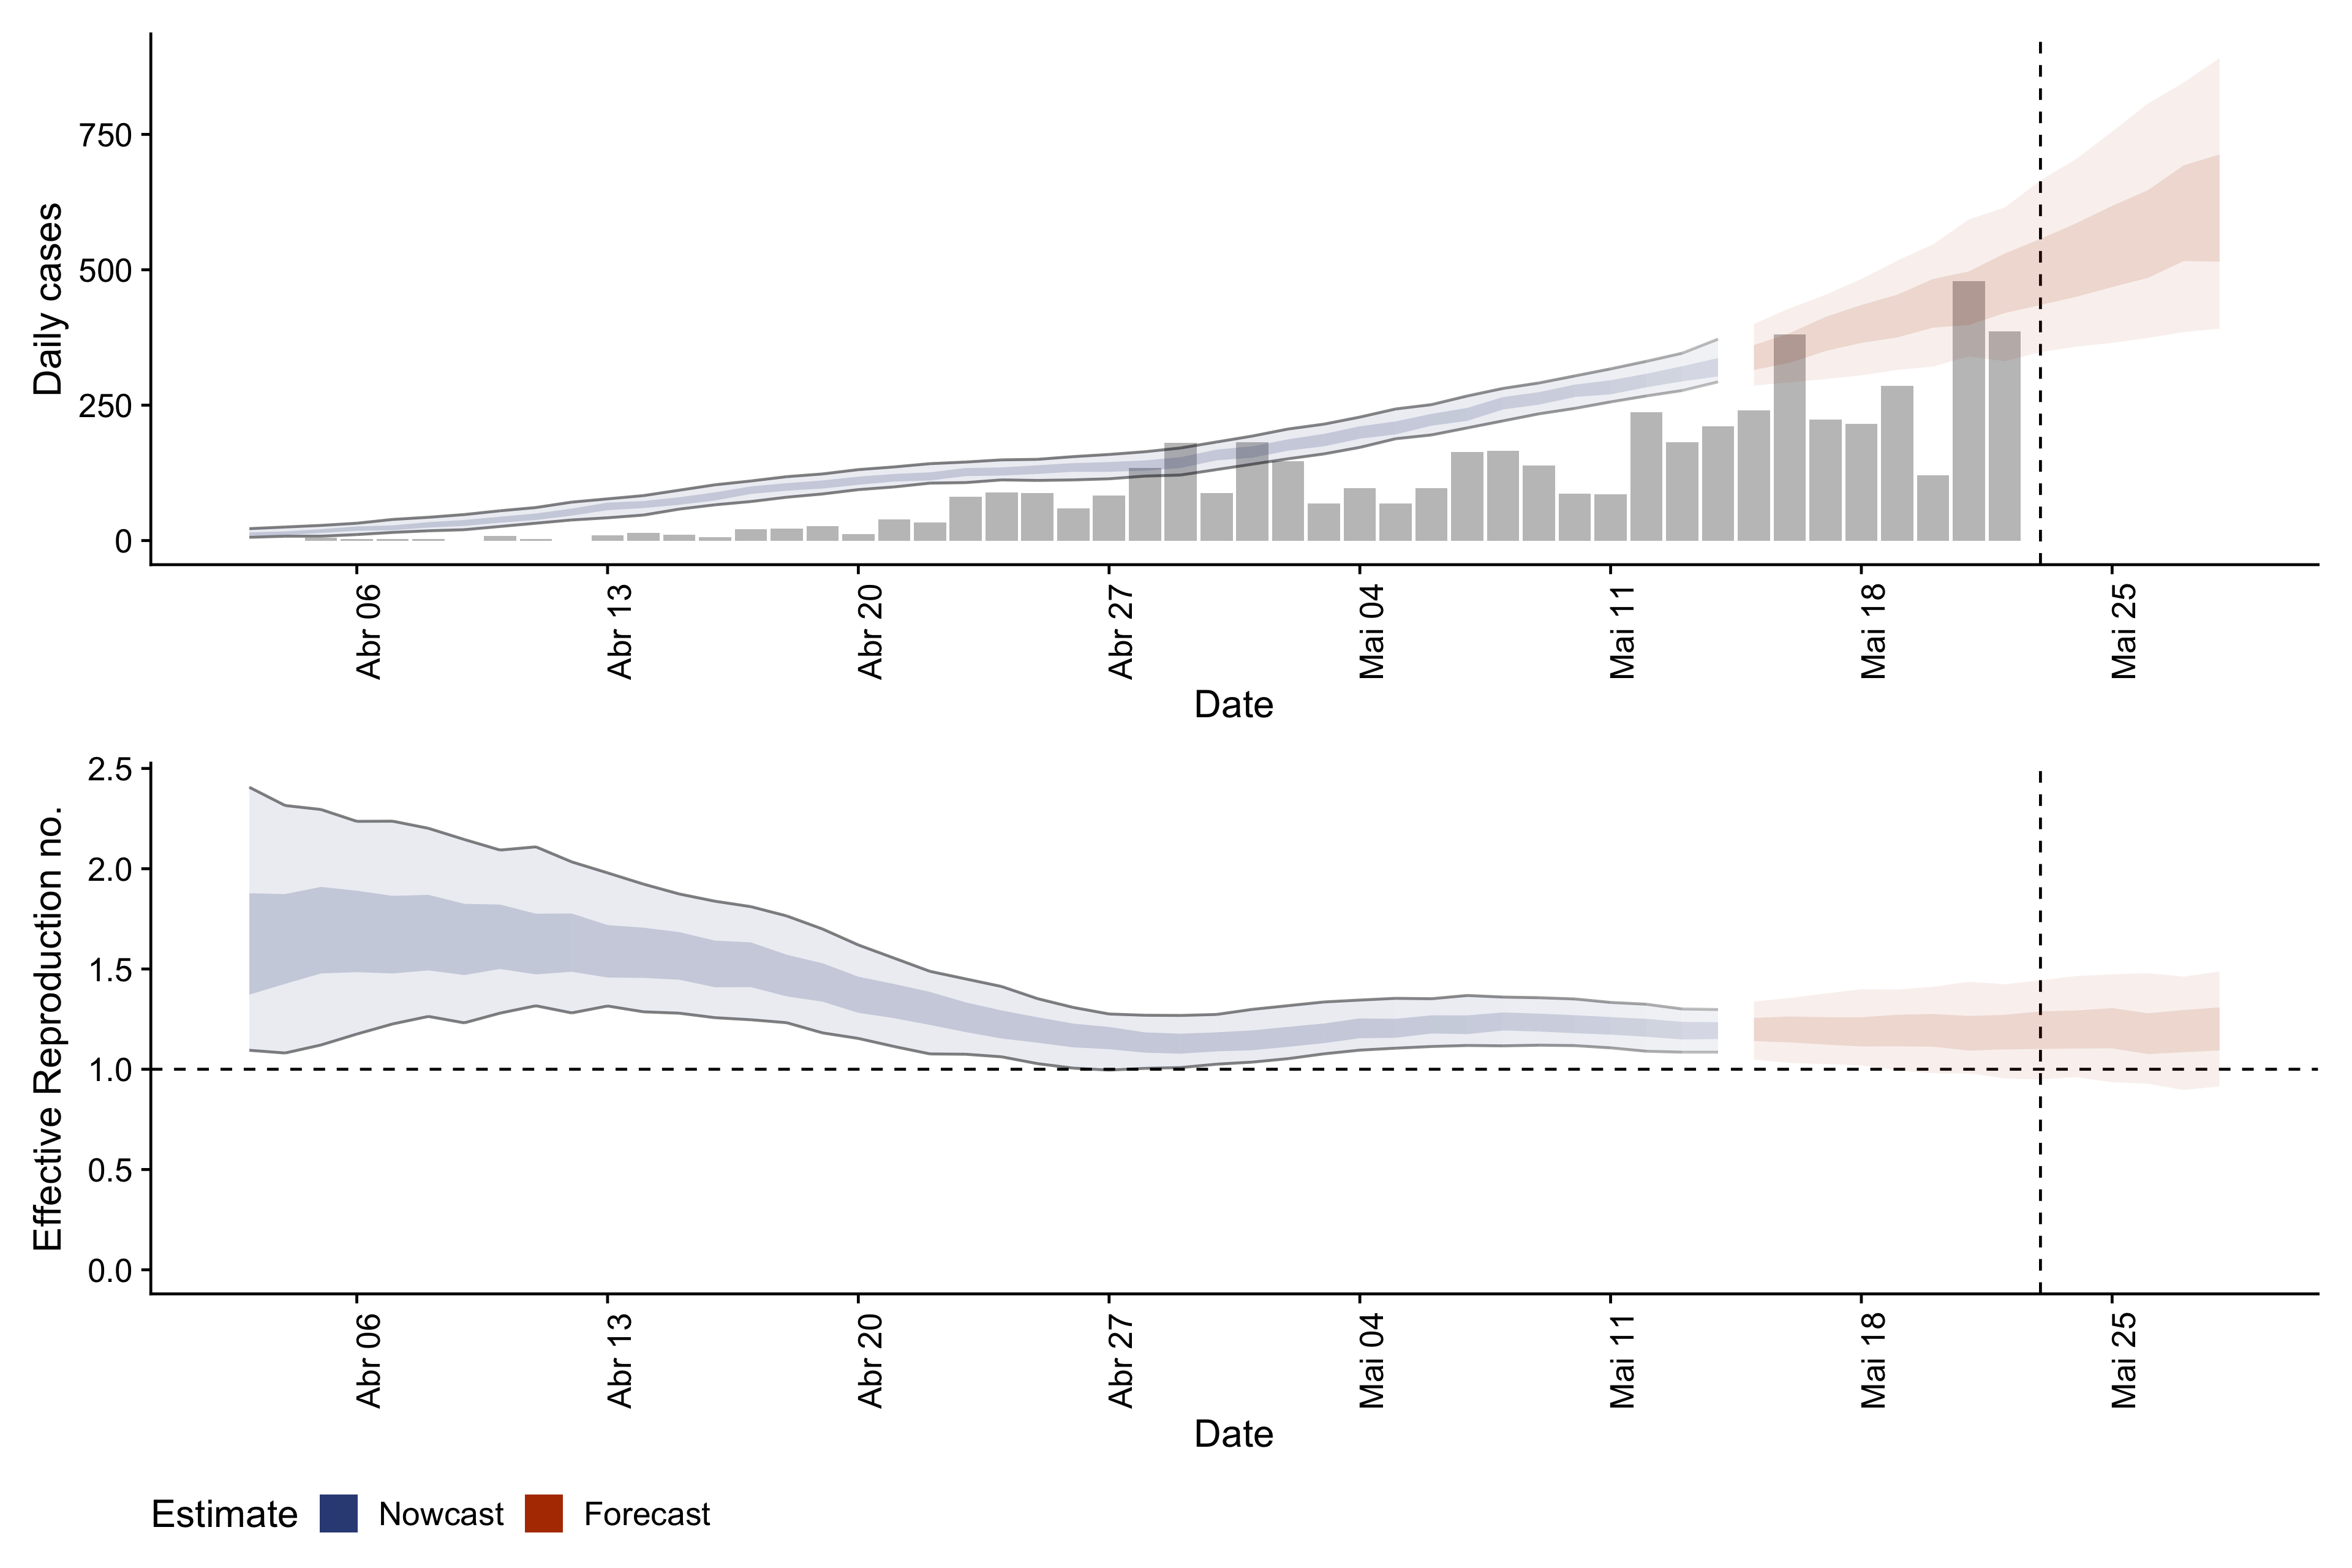 Daily cases
750
500
250
0
Abr 06
Abr 13
Abr 20
Abr 27
Mai 04
Mai 11
Mai 18
Mai 25
Date
Effective Reproduction no.
2.5
2.0
1.5
1.0
0.5
0.0
Abr 06
Abr 13
Abr 20
Abr 27
Mai 04
Mai 11
Mai 18
Mai 25
Date
Estimate Nowcast Forecast